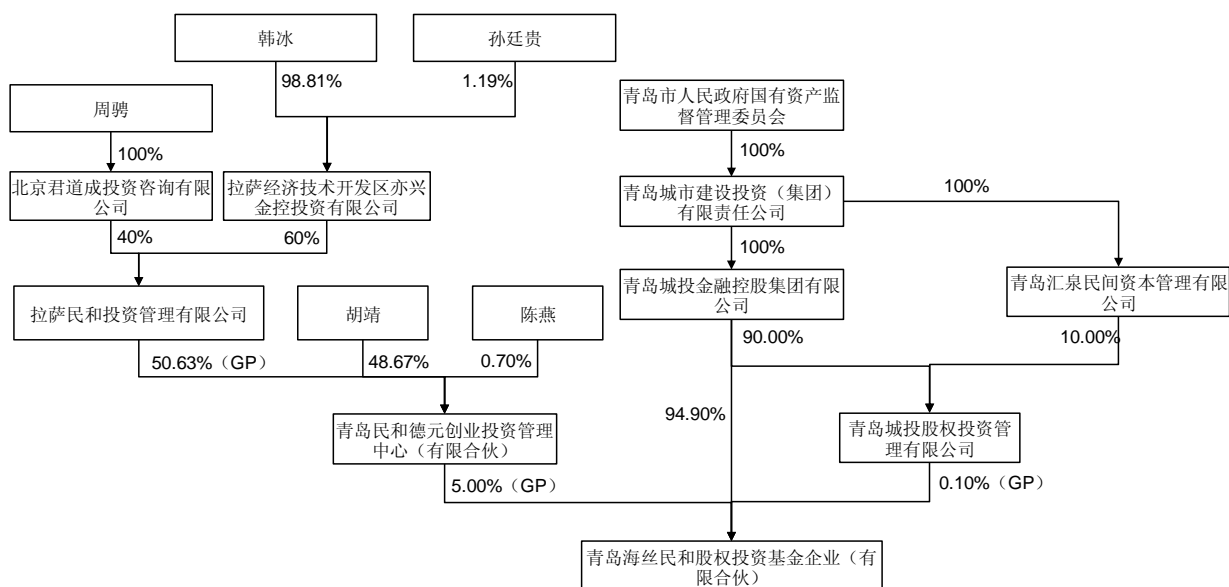 韩冰
孙廷贵
98.81%
1.19%
周骋
青岛市人民政府国有资产监
督管理委员会
100%
100%
北京君道成投资咨询有限
公司
拉萨经济技术开发区亦兴
金控投资有限公司
青岛城市建设投资（集团）
有限责任公司
100%
40%
60%
100%
拉萨民和投资管理有限公司
胡靖
陈燕
青岛城投金融控股集团有限
公司
青岛汇泉民间资本管理有限
公司
50.63%（GP）
48.67%
0.70%
90.00%
10.00%
94.90%
青岛民和德元创业投资管理
中心（有限合伙）
青岛城投股权投资管
理有限公司
5.00%（GP）
0.10%（GP）
青岛海丝民和股权投资基金企业（有
限合伙）